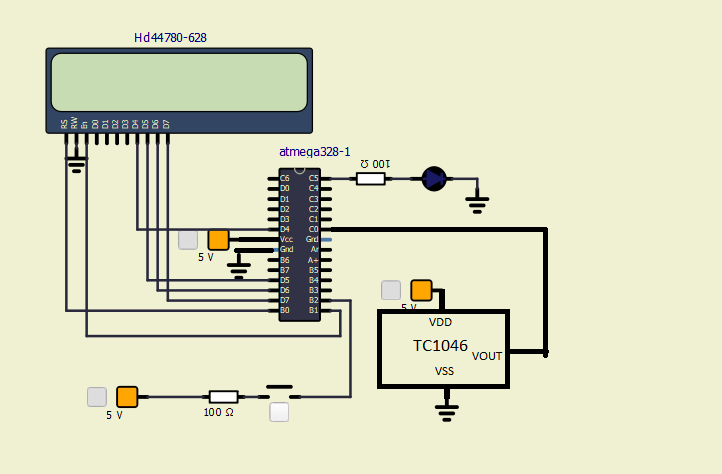 Hd44780-628
RS RW En D0 D1 D2 D3 D4 D5 D6 D7
atmega328-1
100 Ω
C6 C5
D0 C4
D1 C3
D2 C2
D3 C1
D4 C0
Vcc Grd
Gnd Ar
B6 A+
B7 B5
D5 B4
D6 B3
D7 B2
B0 B1
5 V
5 V
VDD
TC1046
VOUT
VSS
5 V
100 Ω